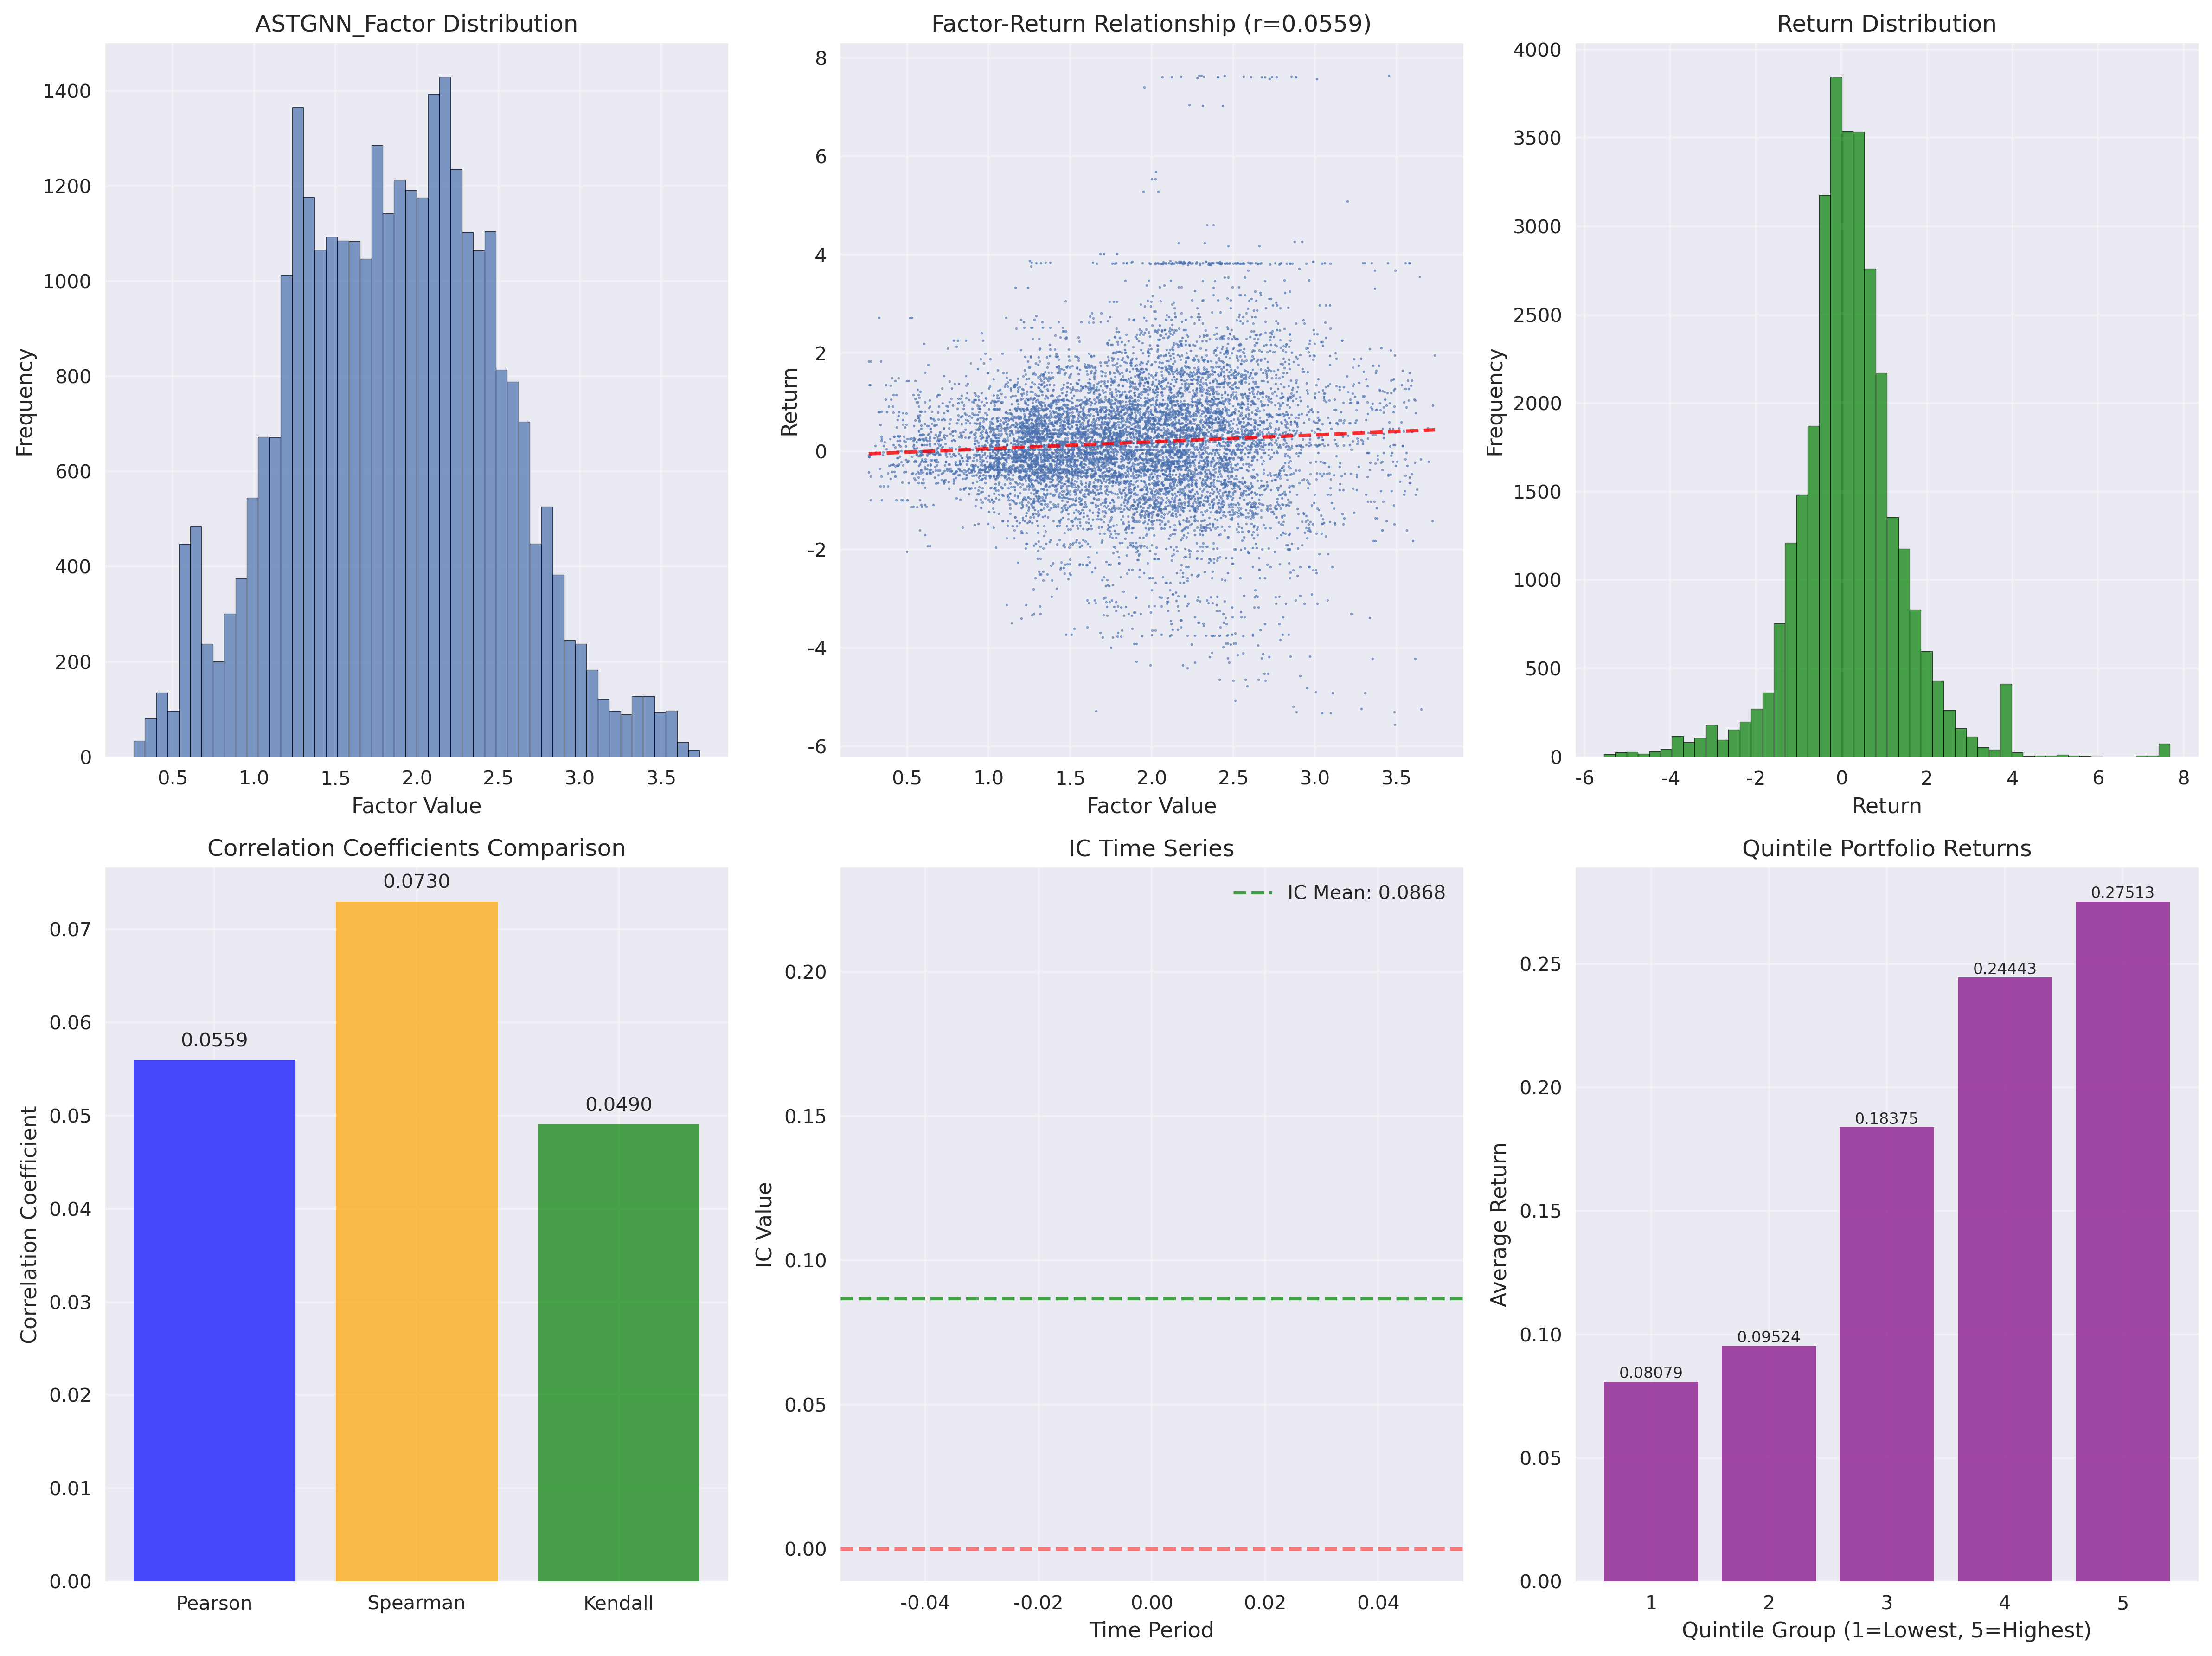 ASTGNN_Factor Distribution
Frequency
1400
1200
1000
800
600
400
200
0
0.5 1.0 1.5 2.0 2.5 3.0 3.5
Factor Value
Factor-Return Relationship (r=0.0559)
Return
8
6
4
2
0
-2
-4
-6
0.5 1.0 1.5 2.0 2.5 3.0 3.5
Factor Value
Return Distribution
Frequency
4000
3500
3000
2500
2000
1500
1000
500
0
-6 -4 -2 0 2 4 6 8
Return
Correlation Coefficients Comparison
Correlation Coefficient
0.07
0.06
0.05
0.04
0.03
0.02
0.01
0.00
0.0559
0.0730
0.0490
Pearson Spearman Kendall
IC Time Series
IC Value
IC Mean: 0.0868
0.20
0.15
0.10
0.05
0.00
-0.04 -0.02 0.00 0.02 0.04
Time Period
Quintile Portfolio Returns
Average Return
0.25
0.20
0.15
0.10
0.05
0.00
0.08079
0.09524
0.18375
0.24443
0.27513
1 2 3 4 5
Quintile Group (1=Lowest, 5=Highest)